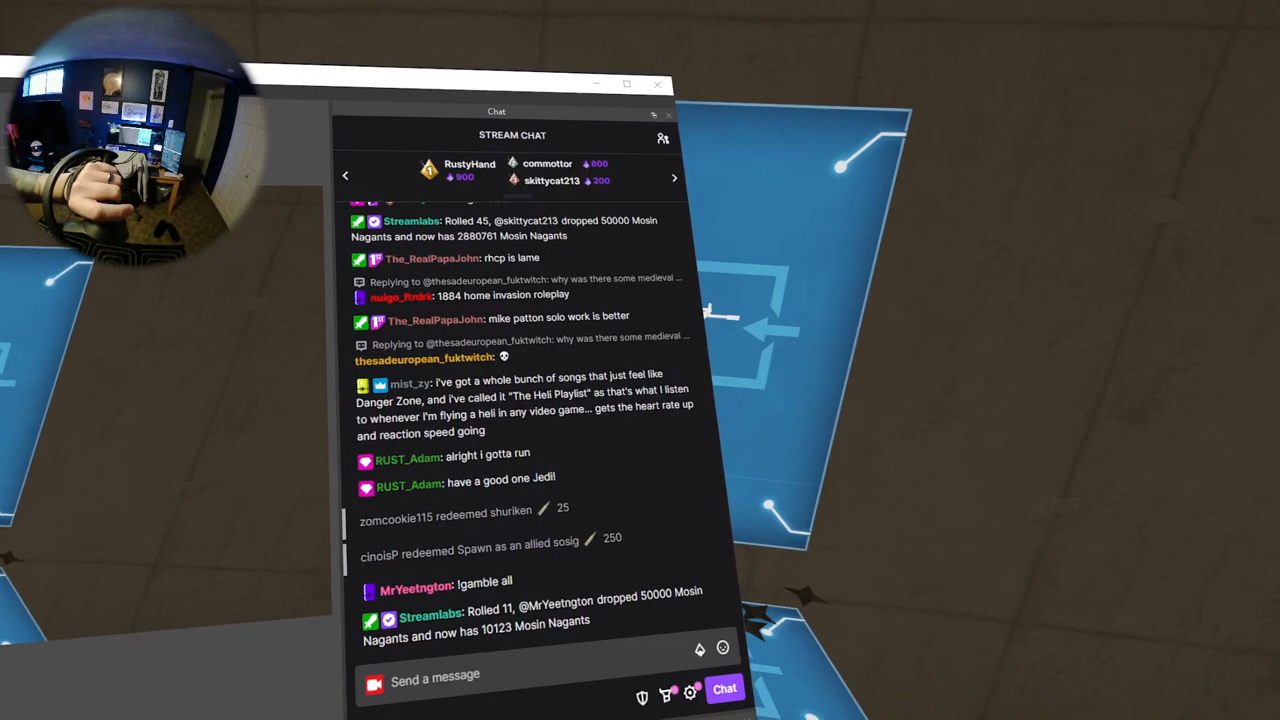 Chat
STREAM CHAT
1 RustyHand 900
commottor 600
skittycat213 200
Streamlabs: Rolled 45, @skittycat213 dropped 50000 Mosin
Nagants and now has 2880761 Mosin Nagants
The_RealPapaJohn: rhcp is lame
Replying to @thesadeuropean_fuktwitch: why was there some medieval ...
1884 home invasion roleplay
The_RealPapaJohn: mike patton solo work is better
Replying to @thesadeuropean_fuktwitch: why was there some medieval ...
thesadeuropean_fuktwitch: 💀
mist_zy: i've got a whole bunch of songs that just feel like
Danger Zone, and i've called it "The Heli Playlist" as that's what I listen
to whenever I'm flying a heli in any video game... gets the heart rate up
and reaction speed going
RUST_Adam: alright i gotta run
RUST_Adam: have a good one Jedi!
zomcookie115 redeemed shuriken 25
cinoisP redeemed Spawn as an allied sosig 250
MrYeetngton: !gamble all
Streamlabs: Rolled 11, @MrYeetngton dropped 50000 Mosin
Nagants and now has 10123 Mosin Nagants
Send a message
Chat